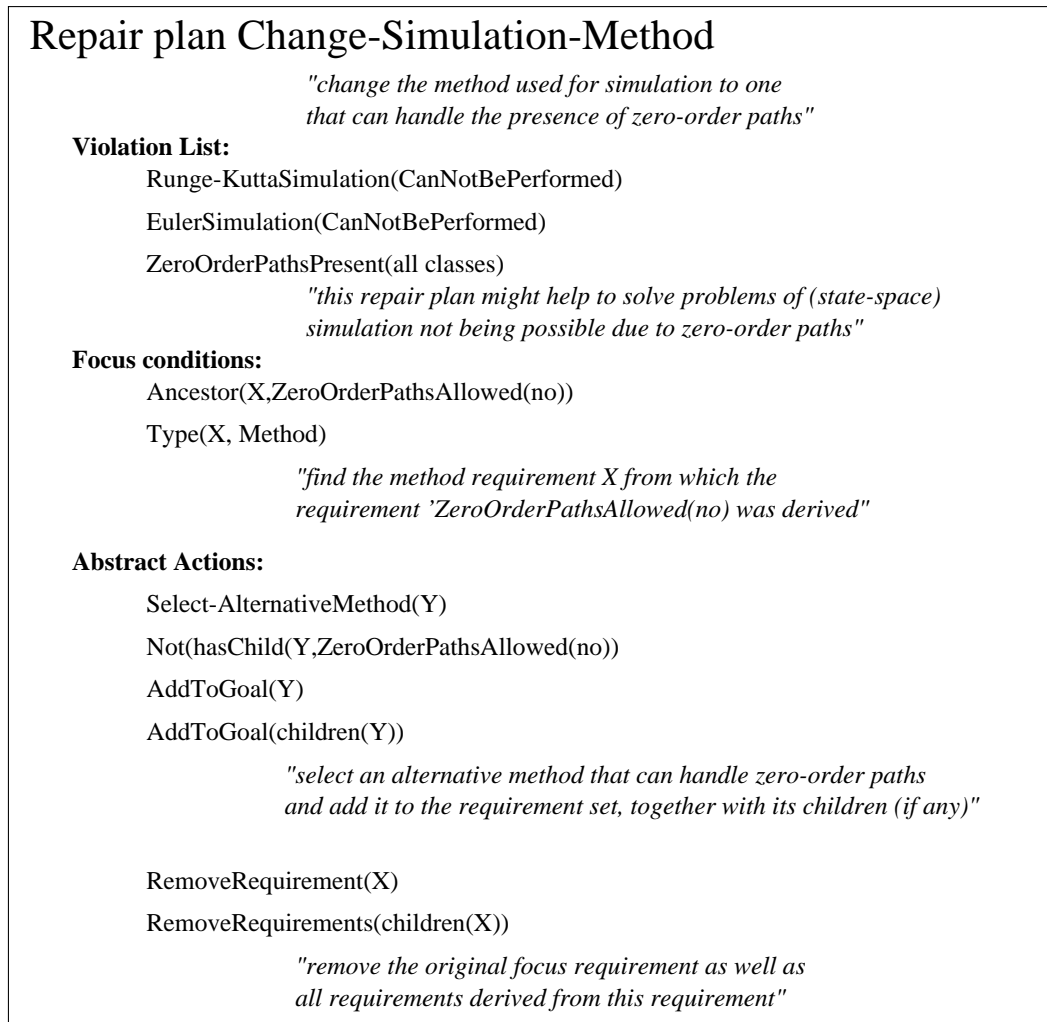 Repair plan Change-Simulation-Method
"change the method used for simulation to one
that can handle the presence of zero-order paths"
Violation List:
Runge-KuttaSimulation(CanNotBePerformed)
EulerSimulation(CanNotBePerformed)
ZeroOrderPathsPresent(all classes)
"this repair plan might help to solve problems of (state-space)
simulation not being possible due to zero-order paths"
Focus conditions:
Ancestor(X,ZeroOrderPathsAllowed(no))
Type(X, Method)
"find the method requirement X from which the
requirement ’ZeroOrderPathsAllowed(no) was derived"
Abstract Actions:
Select-AlternativeMethod(Y)
Not(hasChild(Y,ZeroOrderPathsAllowed(no))
AddToGoal(Y)
AddToGoal(children(Y))
"select an alternative method that can handle zero-order paths
and add it to the requirement set, together with its children (if any)"
RemoveRequirement(X)
RemoveRequirements(children(X))
"remove the original focus requirement as well as
all requirements derived from this requirement"